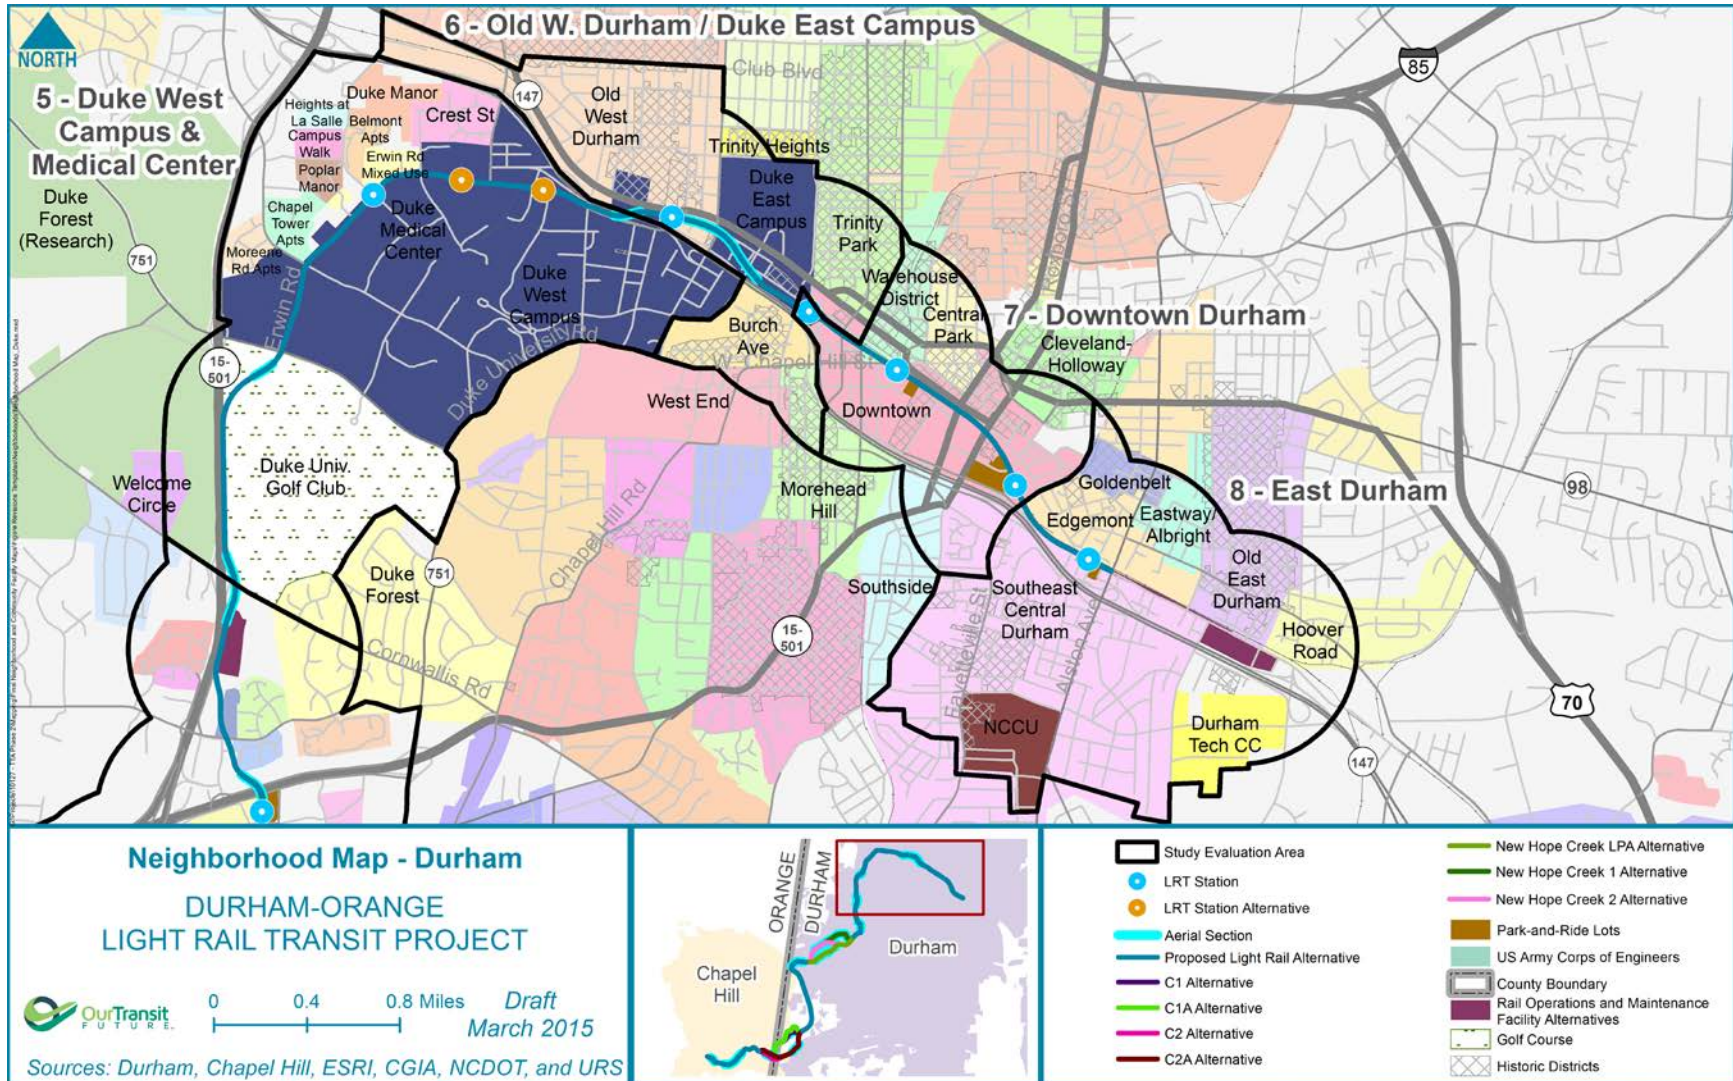 NORTH
6 - Old W. Durham / Duke East Campus
Club Blvd
85
5 - Duke West
Campus &
Medical Center
147
Duke Manor
Heights at
La Salle
Campus
Walk
Belmont
Apts
Crest St
Old
West
Durham
Poplar
Manor
Erwin Rd
Mixed Use
Trinity Heights
Duke
East
Campus
Duke
Forest
(Research)
751
Chapel
Tower
Apts
Duke
Medical
Center
Moreene
Rd Apts
Trinity
Park
Duke
West
Campus
Warehouse
District
Central
Park
Roxboro
7 - Downtown Durham
Erwin Rd
Duke University Rd
Burch
Ave
W. Chapel Hill St
Cleveland-
Holloway
15-
501
West End
Downtown
Duke Univ.
Golf Club
Welcome
Circle
Morehead
Hill
Chapel Hill Rd
Goldenbelt
8 - East Durham
98
Edgemont
Eastway/
Albright
Duke
Forest
751
Southside
Southeast
Central
Durham
Old
East
Durham
Hoover
Road
15-
501
Cornwallis Rd
Fayetteville St
Alston Ave
NCCU
Durham
Tech CC
70
147
Neighborhood Map - Durham
DURHAM-ORANGE
LIGHT RAIL TRANSIT PROJECT
OurTransit
FUTURE
0 0.4 0.8 Miles
Draft
March 2015
Sources: Durham, Chapel Hill, ESRI, CGIA, NCDOT, and URS
ORANGE
DURHAM
Durham
Chapel
Hill
Study Evaluation Area
LRT Station
LRT Station Alternative
Aerial Section
Proposed Light Rail Alternative
C1 Alternative
C1A Alternative
C2 Alternative
C2A Alternative
New Hope Creek LPA Alternative
New Hope Creek 1 Alternative
New Hope Creek 2 Alternative
Park-and-Ride Lots
US Army Corps of Engineers
County Boundary
Rail Operations and Maintenance
Facility Alternatives
Golf Course
Historic Districts